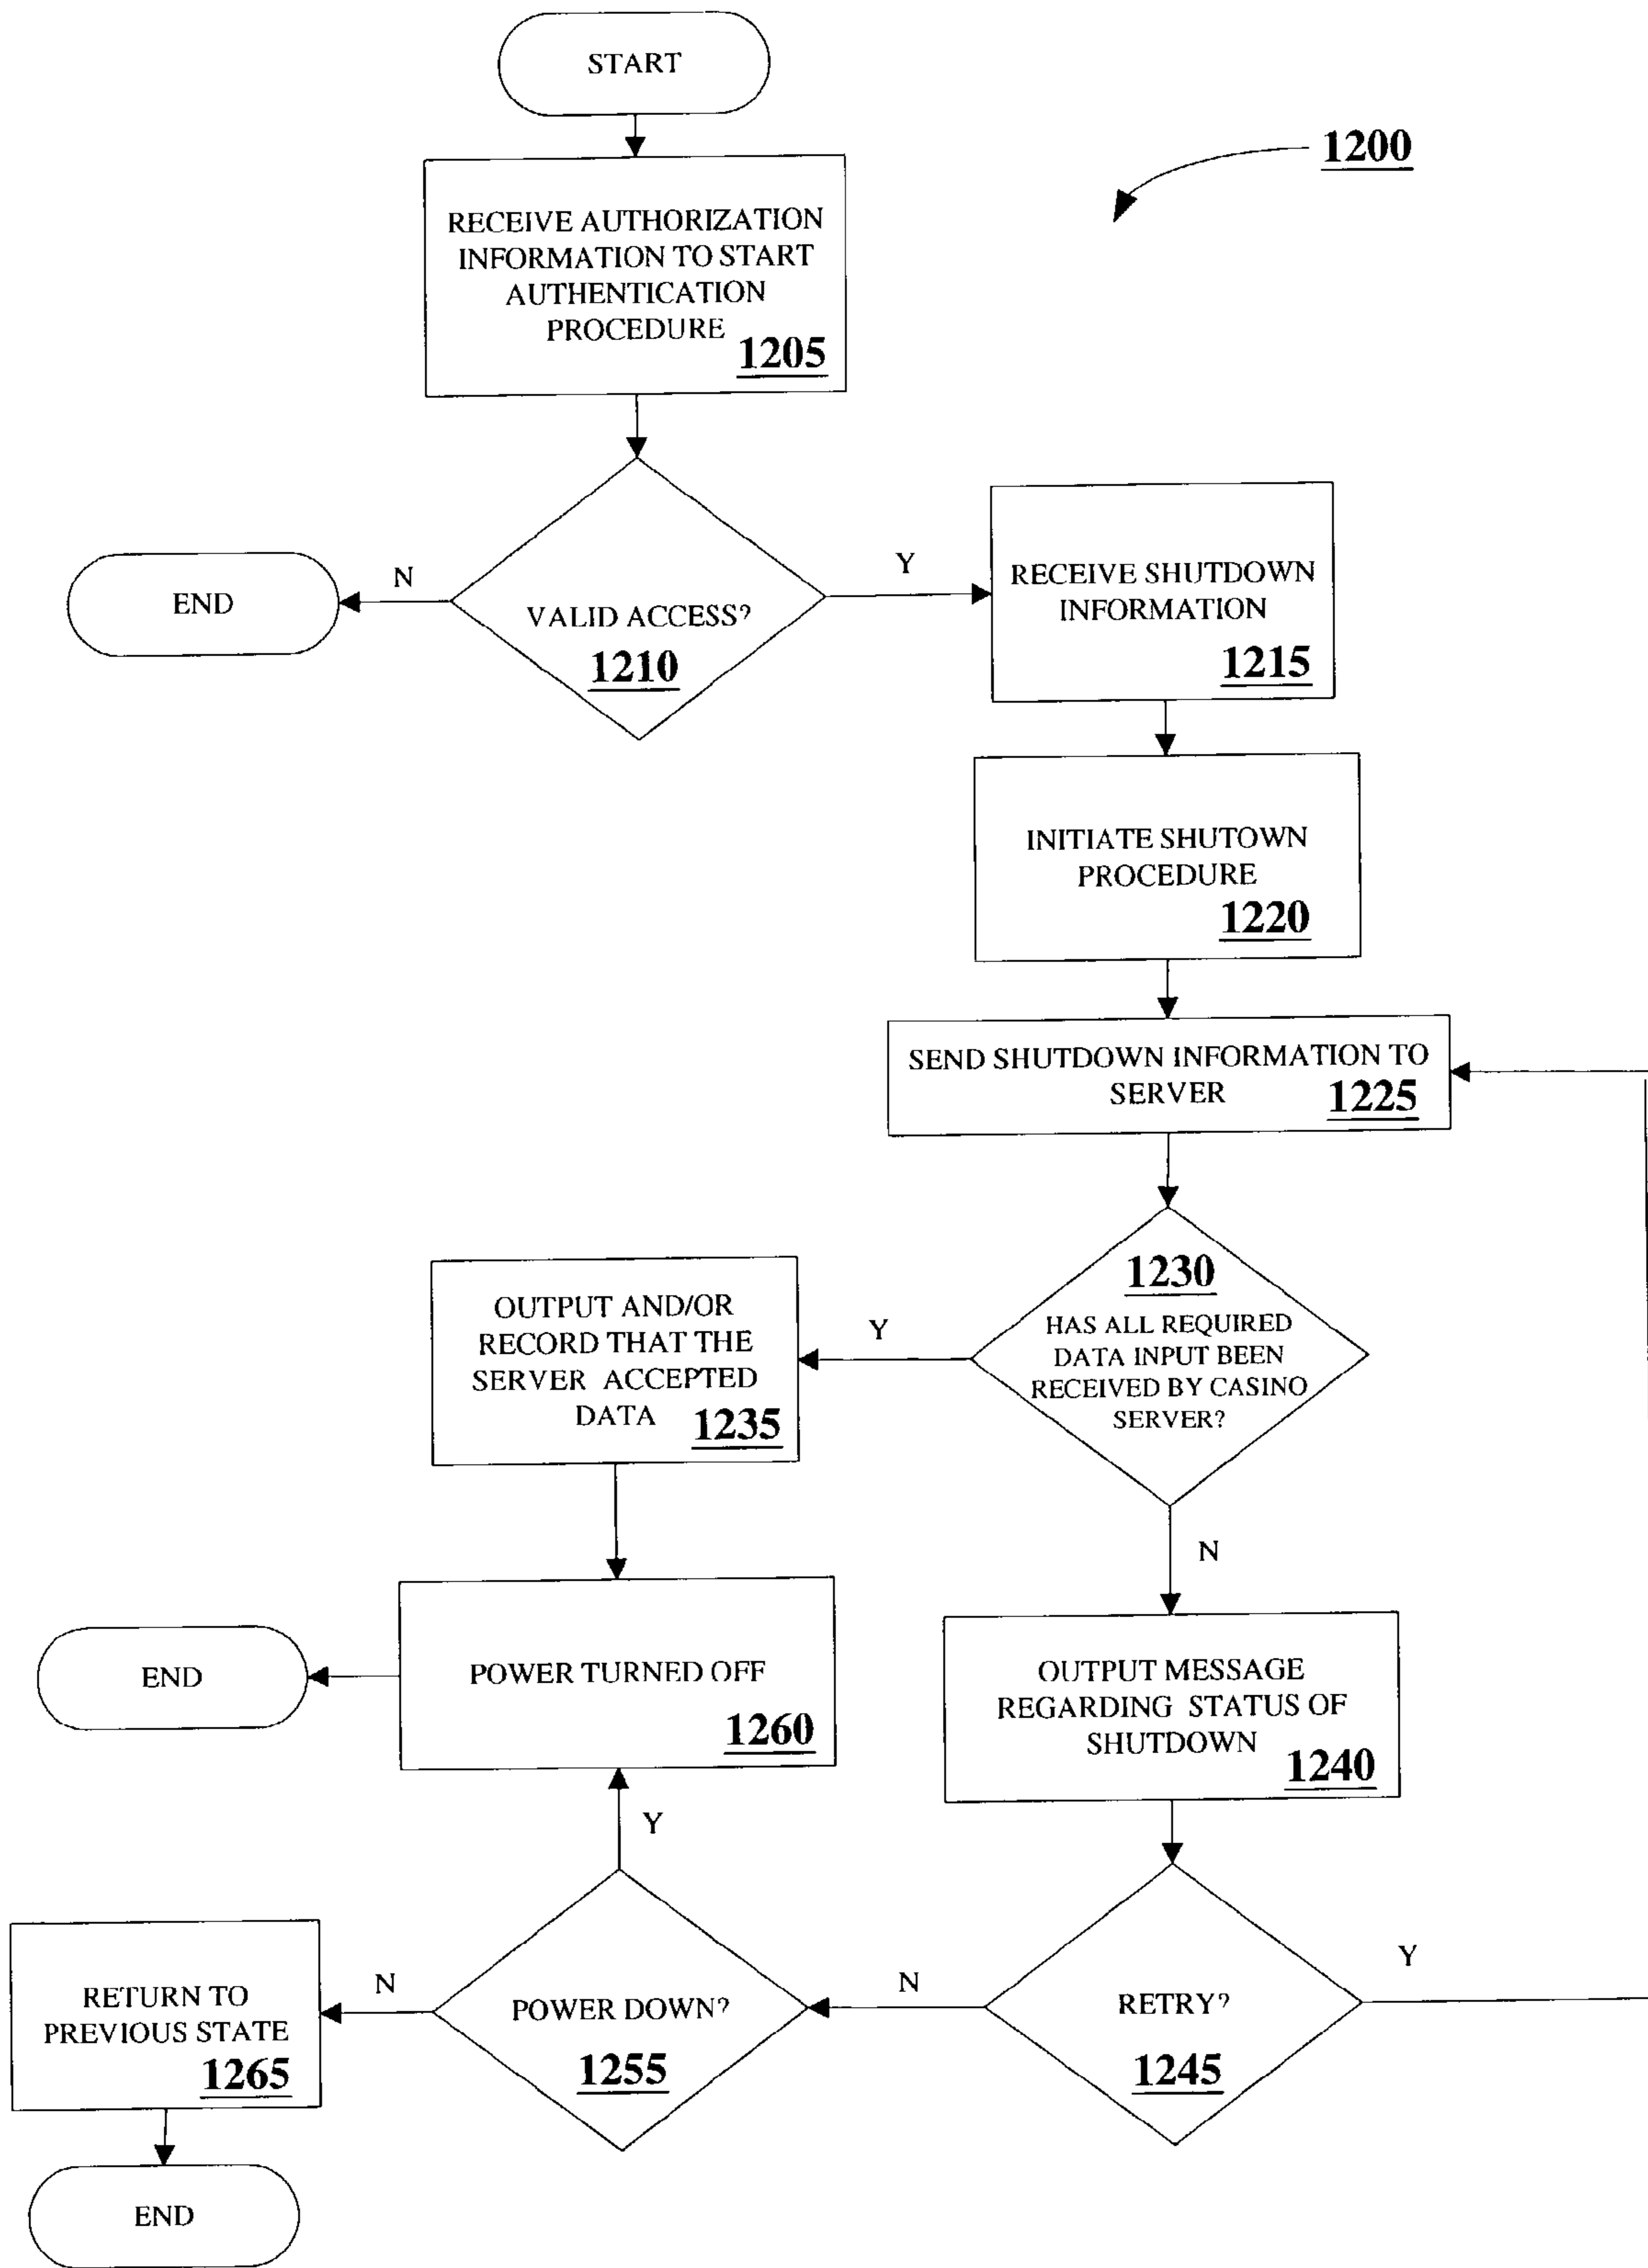 START
1200
RECEIVE AUTHORIZATION
INFORMATION TO START
AUTHENTICATION
PROCEDURE
1205
VALID ACCESS?
1210
N
END
Y
RECEIVE SHUTDOWN
INFORMATION
1215
INITIATE SHUTOWN
PROCEDURE
1220
SEND SHUTDOWN INFORMATION TO
SERVER
1225
1230
HAS ALL REQUIRED
DATA INPUT BEEN
RECEIVED BY CASINO
SERVER?
Y
OUTPUT AND/OR
RECORD THAT THE
SERVER ACCEPTED
DATA
1235
N
POWER TURNED OFF
1260
END
OUTPUT MESSAGE
REGARDING STATUS OF
SHUTDOWN
1240
Y
RETRY?
1245
Y
N
POWER DOWN?
1255
N
RETURN TO
PREVIOUS STATE
1265
END